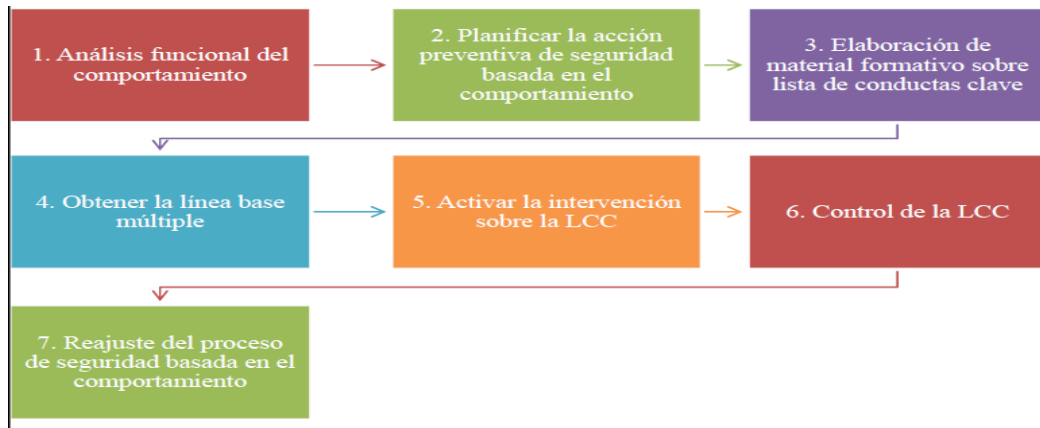 1. Análisis funcional del
comportamiento
2. Planificar la acción
preventiva de seguridad
basada en el
comportamiento
3. Elaboración de
material formativo sobre
lista de conductas clave
4. Obtener la línea base
múltiple
5. Activar la intervención
sobre la LCC
6. Control de la LCC
7. Reajuste del proceso
de seguridad basada en el
comportamiento